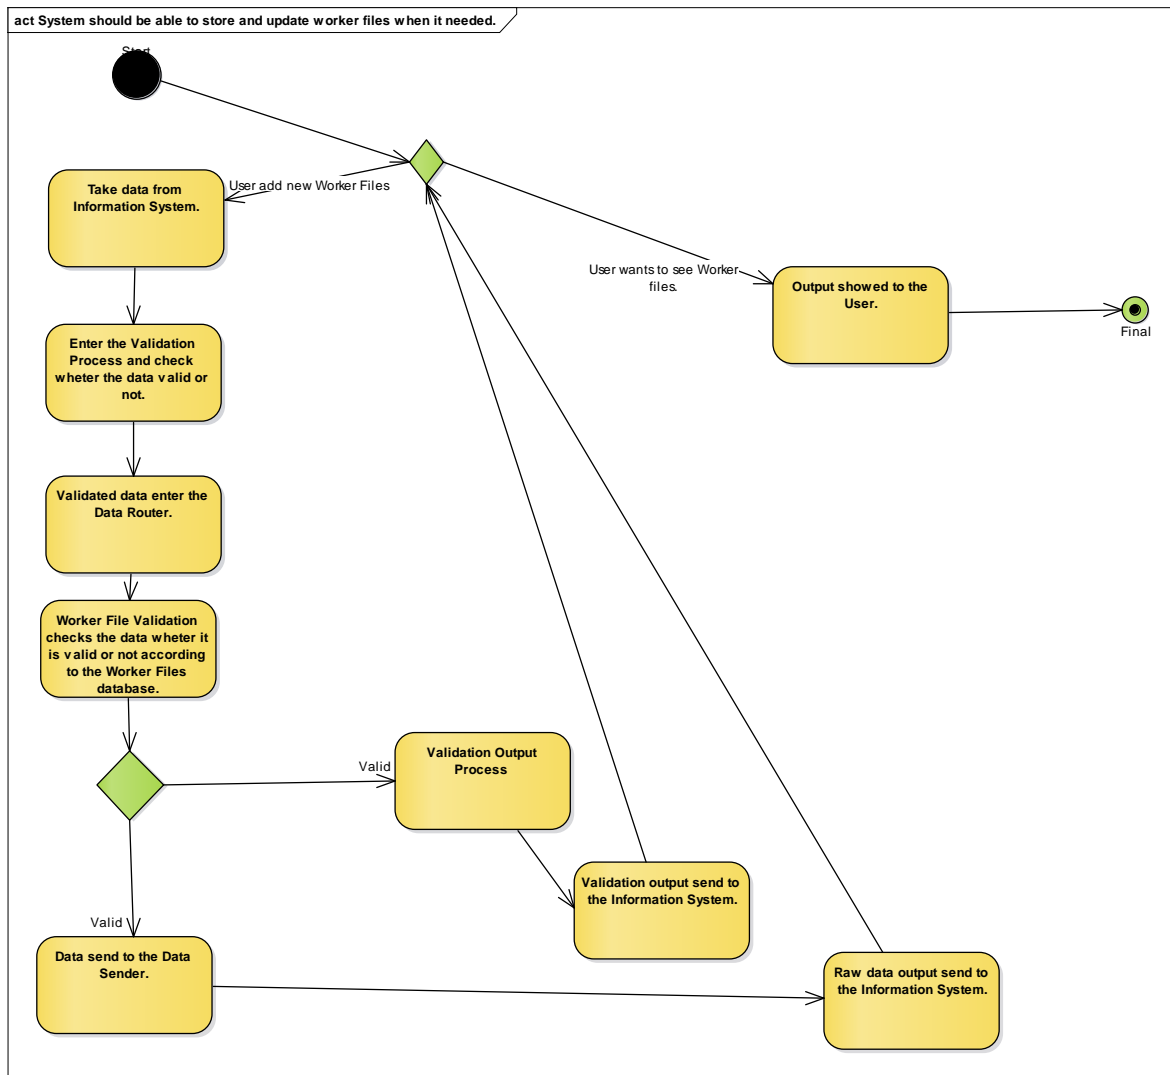 act System should be able to store and update worker files when it needed.
Start
Take data from
Information System.
User add new Worker Files
User wants to see Worker
files.
Output showed to the
User.
Final
Enter the Validation
Process and check
wheter the data valid or
not.
Validated data enter the
Data Router.
Worker File Validation
checks the data wheter it
is valid or not according
to the Worker Files
database.
Valid
Validation Output
Process
Validation output send to
the Information System.
Valid
Data send to the Data
Sender.
Raw data output send to
the Information System.